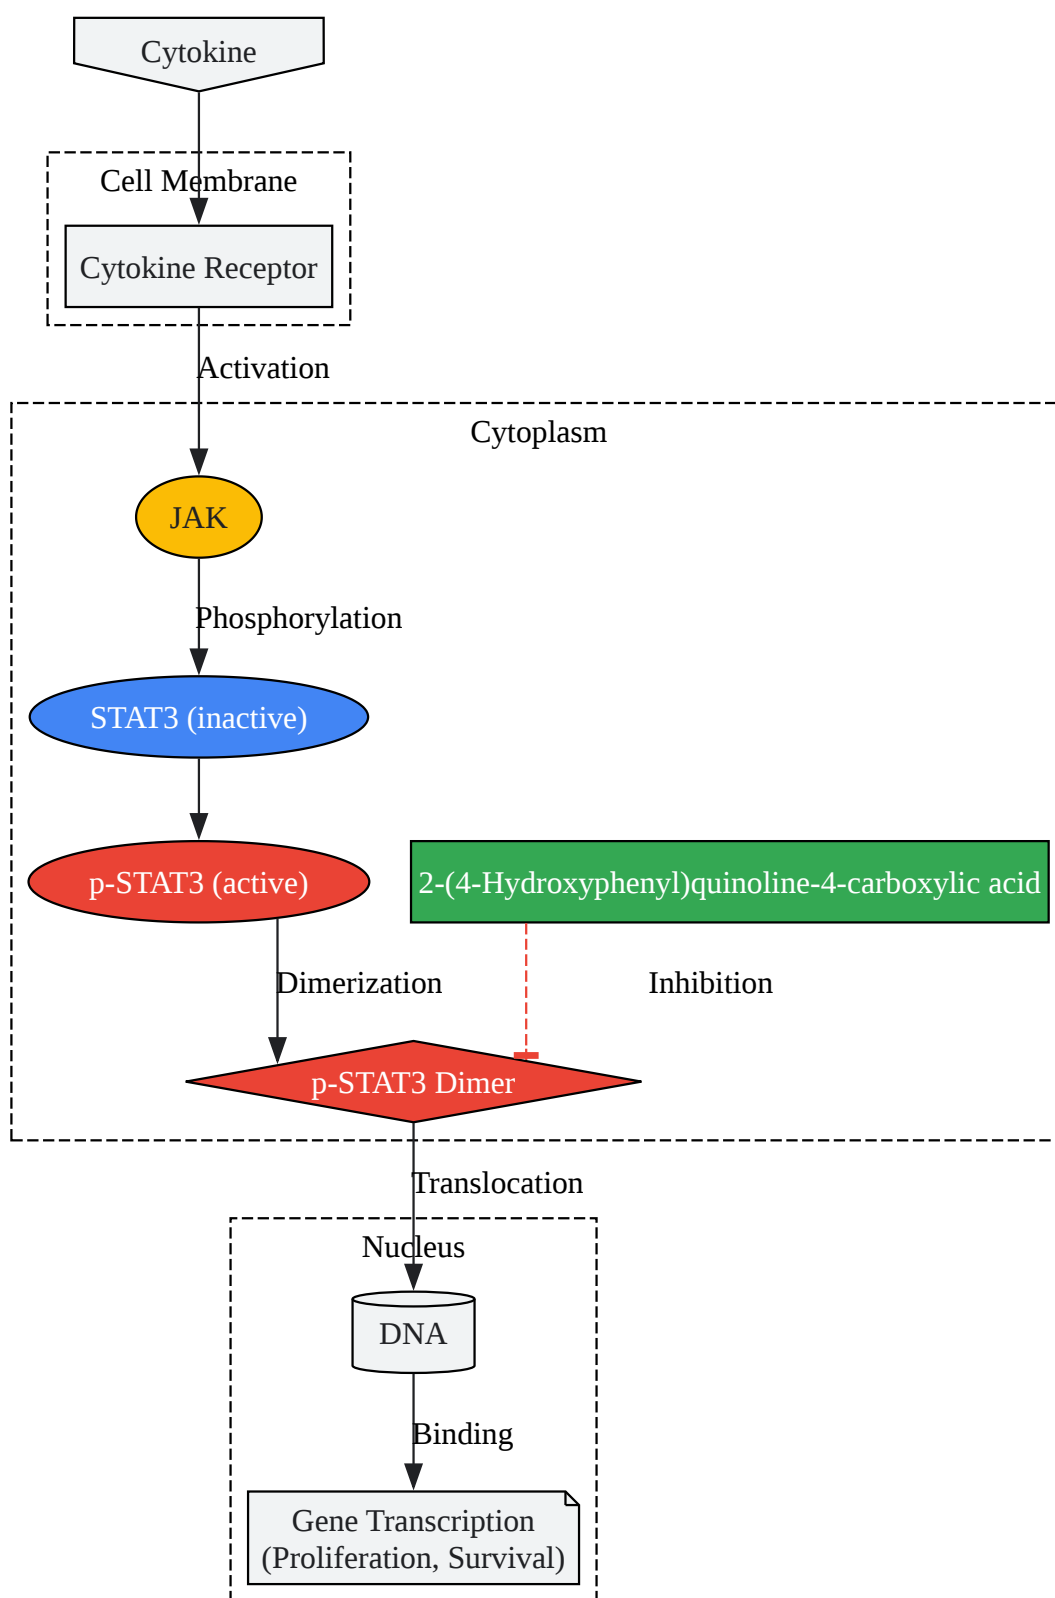 Cytokine
Cell Membrane
Cytokine Receptor
Activation
Cytoplasm
JAK
Phosphorylation
STAT3 (inactive)
p-STAT3 (active)
2-(4-Hydroxyphenyl)quinoline-4-carboxylic acid
Dimerization
Inhibition
p-STAT3 Dimer
Translocation
Nucleus
DNA
Binding
Gene Transcription
(Proliferation, Survival)